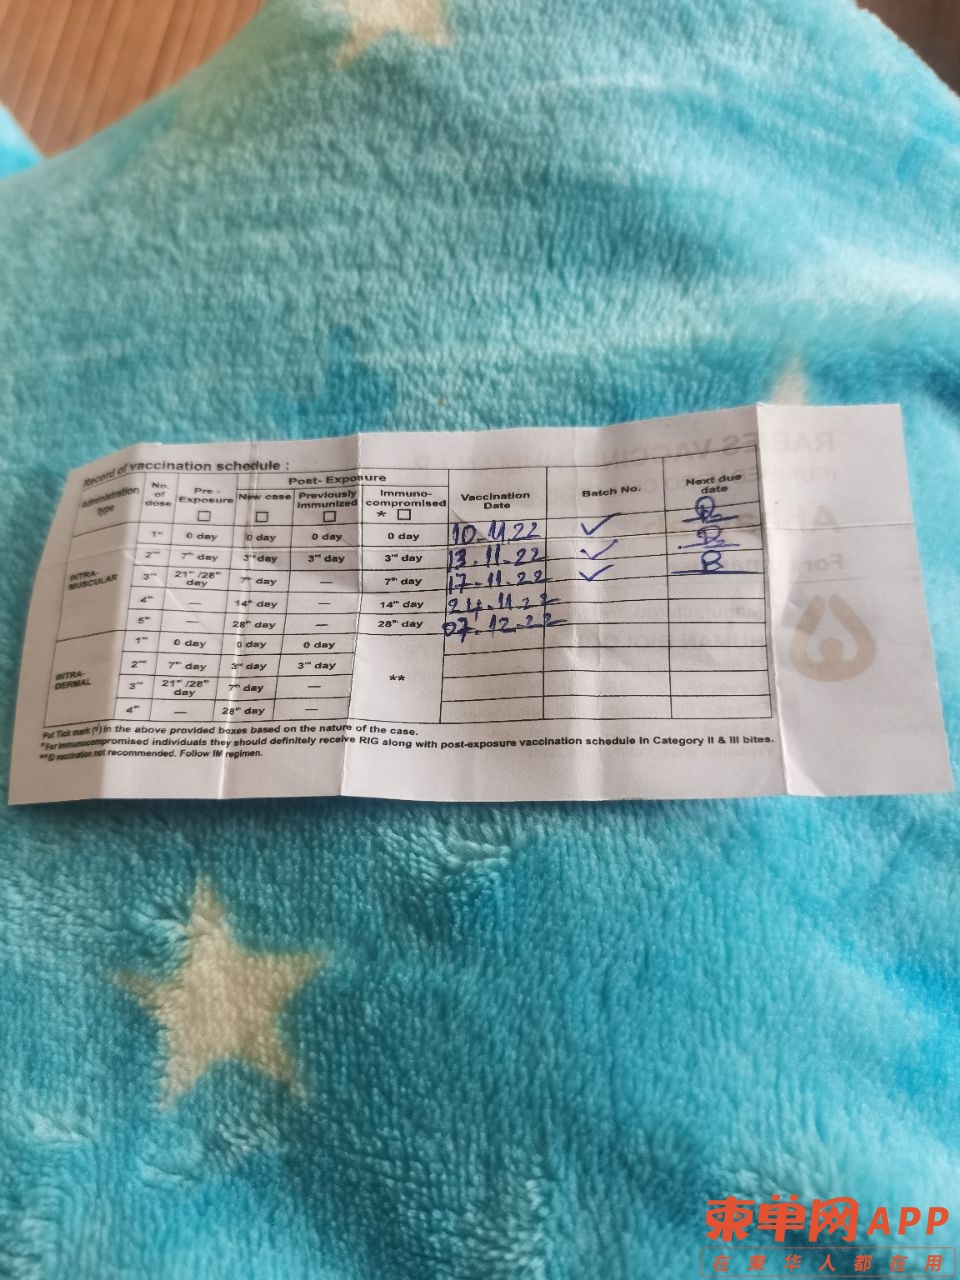 Record of vaccination schedule :
Administration type No. of dose Pre - Exposure Post- Exposure Vaccination Date Batch No. Next due date
New case Previously Immunized Immuno-compromised *
INTRA-MUSCULAR
1st 0 day 0 day 0 day 0 day 10-11.22 ✓
2nd 7th day 3rd day 3rd day 3rd day 13.11.22 ✓
3rd 21st /28th day 7th day — 7th day 17-11.22 ✓
4th — 14th day — 14th day 24.11.22
5th — 28th day — 28th day 07.12.22
INTRA-DERMAL
1st 0 day 0 day 0 day **
2nd 7th day 3rd day 3rd day
3rd 21st /28th day 7th day —
4th — 28th day —
Put Tick mark (√) in the above provided boxes based on the nature of the case.
*For immunocompromised individuals they should definitely receive RIG along with post-exposure vaccination schedule in Category II & III bites.
**ID vaccination not recommended. Follow IM regimen.
柬单网APP
在柬华人都在用